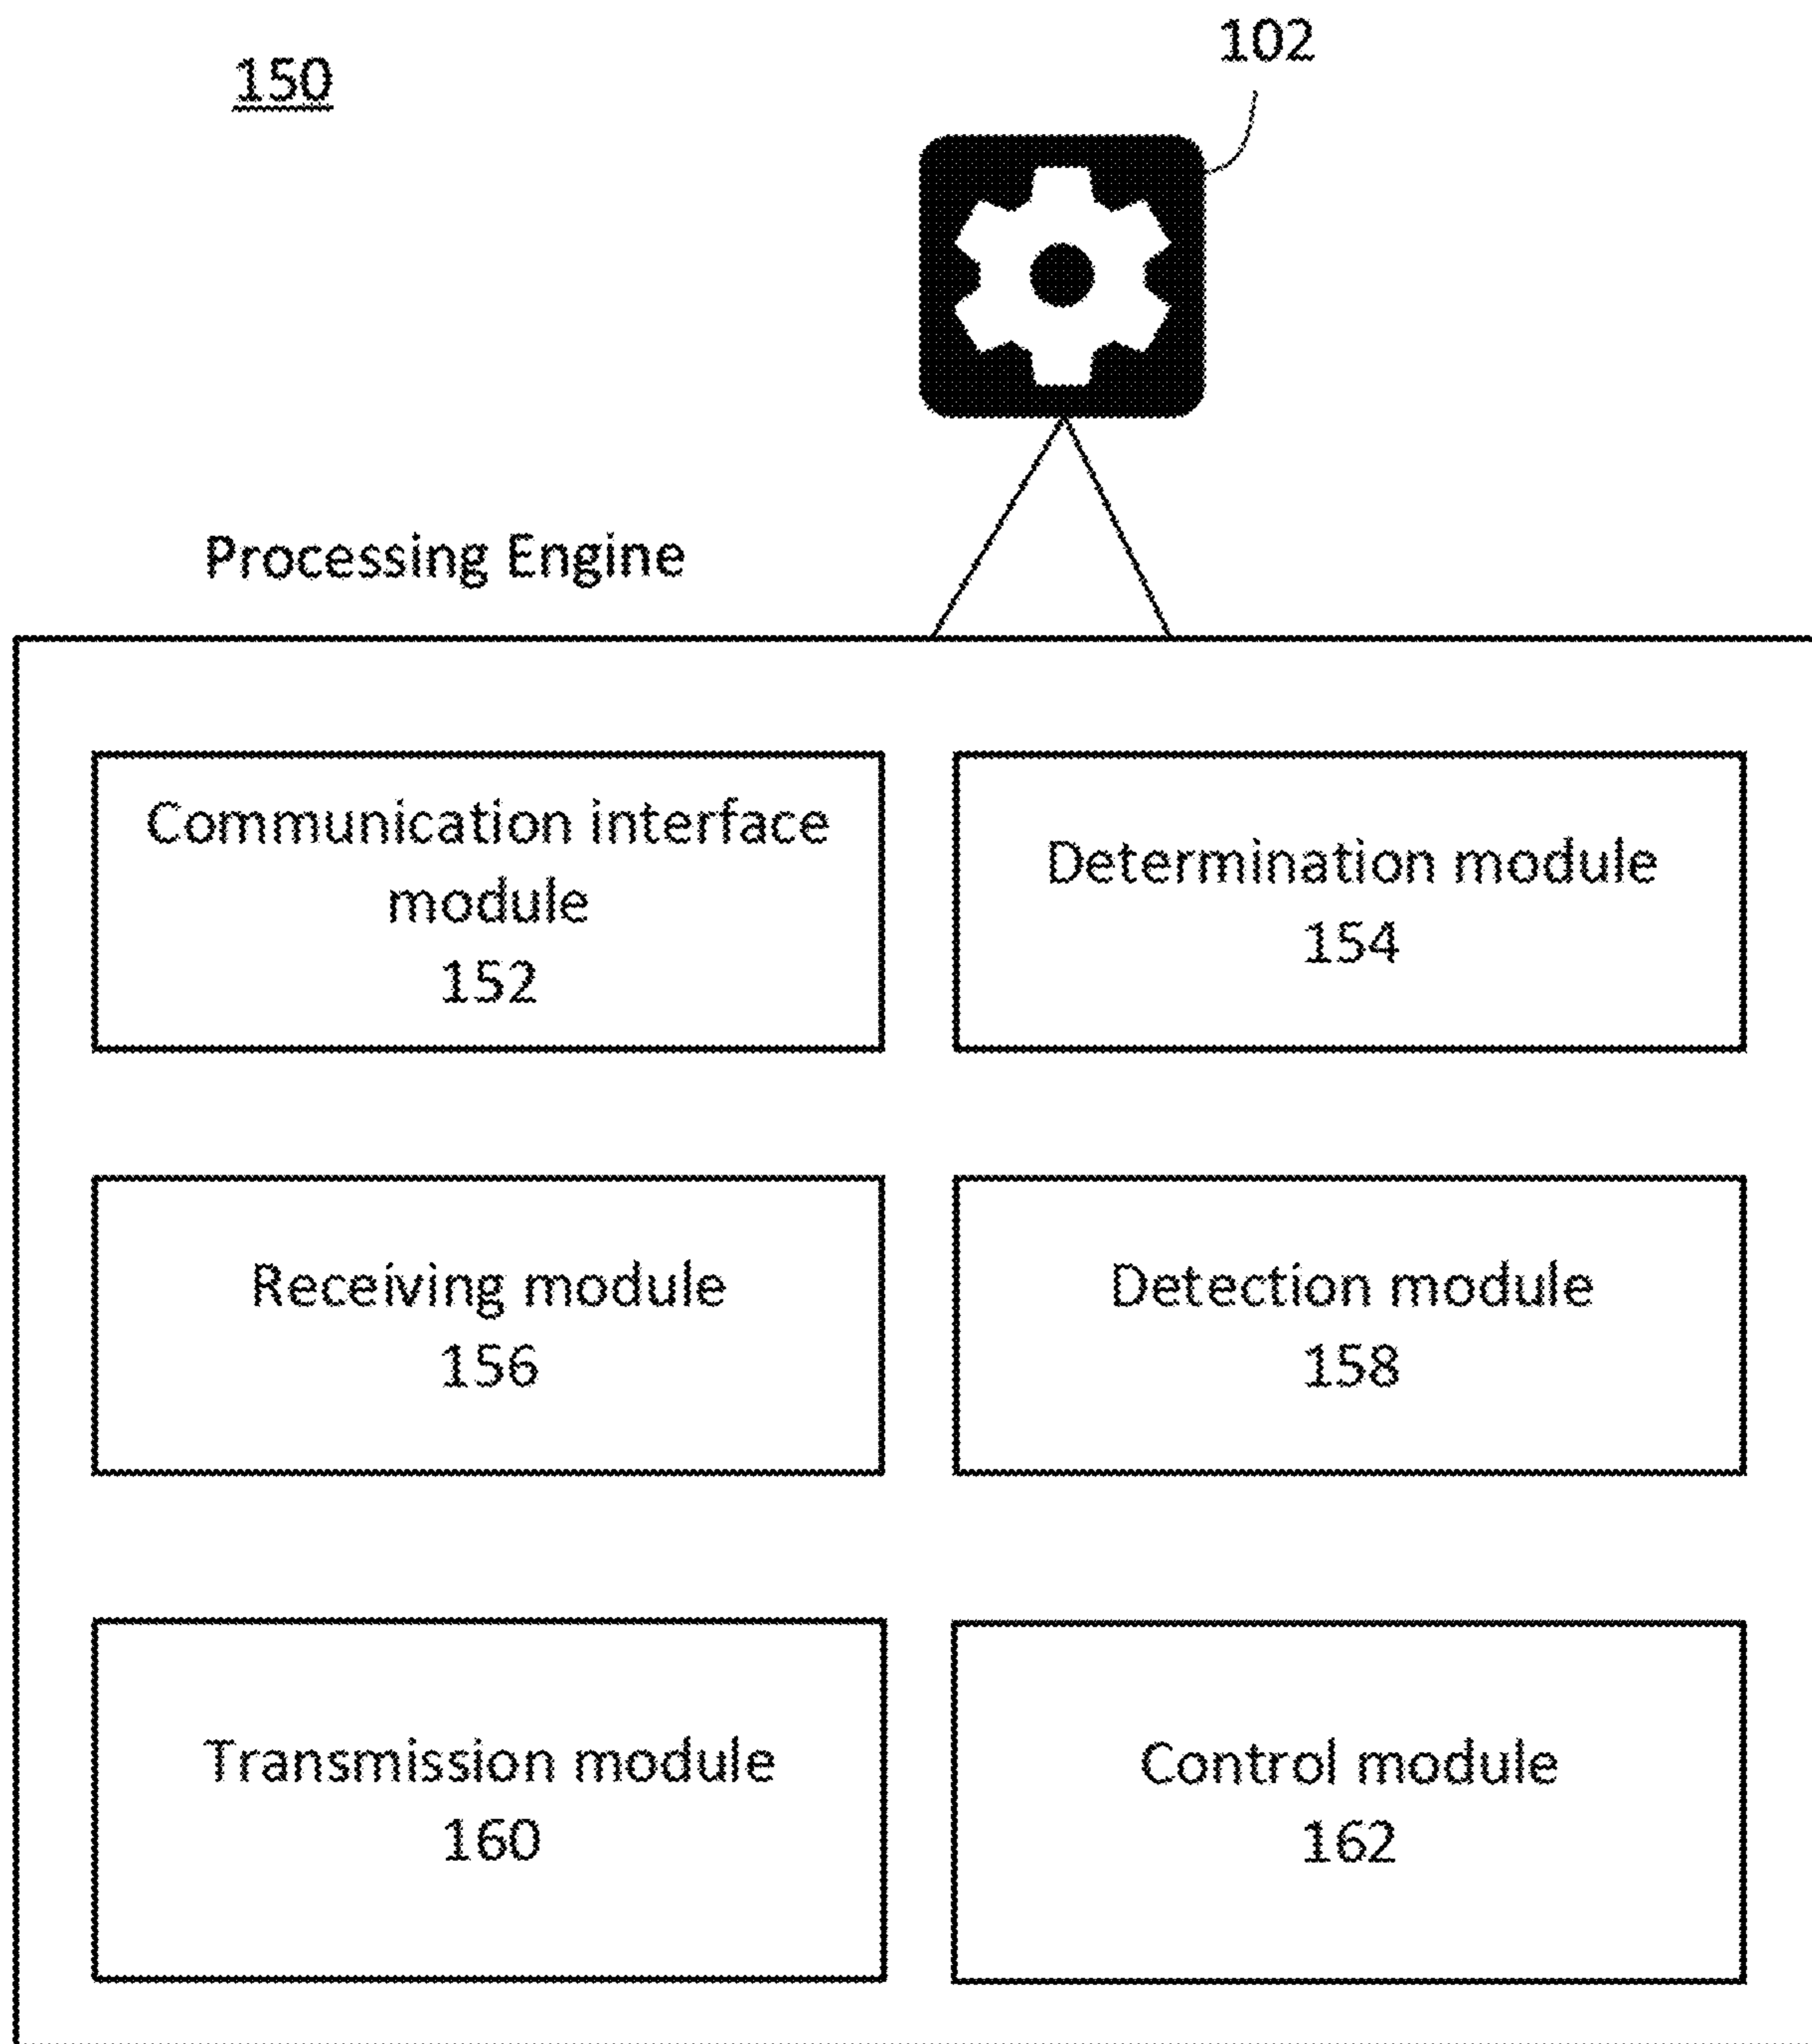 150
102
Processing Engine
Communication interface
module
152
Determination module
154
Receiving module
156
Detection module
158
Transmission module
160
Control module
162